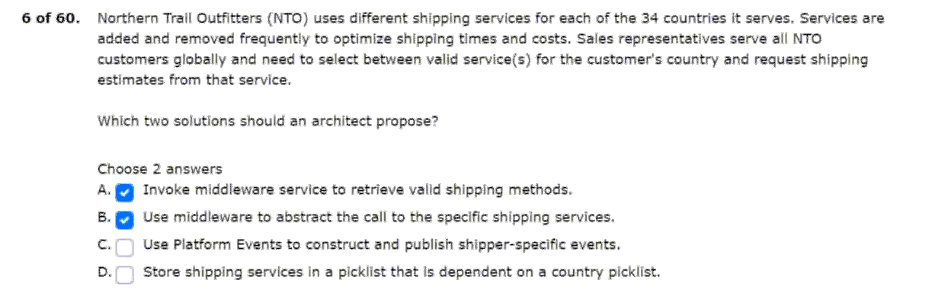 6 of 60. Northern Trail Outfitters (NTO) uses different shipping services for each of the 34 countries it serves. Services are
added and removed frequently to optimize shipping times and costs. Sales representatives serve all NTO
customers globally and need to select between valid service(s) for the customer's country and request shipping
estimates from that service.
Which two solutions should an architect propose?
Choose 2 answers
A. Invoke middleware service to retrieve valid shipping methods.
B. Use middleware to abstract the call to the specific shipping services.
C. Use Platform Events to construct and publish shipper-specific events.
D. Store shipping services in a picklist that is dependent on a country picklist.